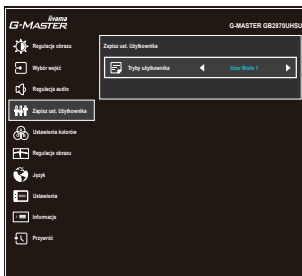 iiyama
G-MASTER
G-MASTER GB2870UHSU
Regulacje obrazu
Zapisz ust. Użytkownika
Tryby użytkownika
User Mode 1
Wybór wejść
Regulacja audio
Zapisz ust. Użytkownika
Ustawienia kolorów
Regulacje obrazu
Język
Ustawienia
Informacje
Przywróć